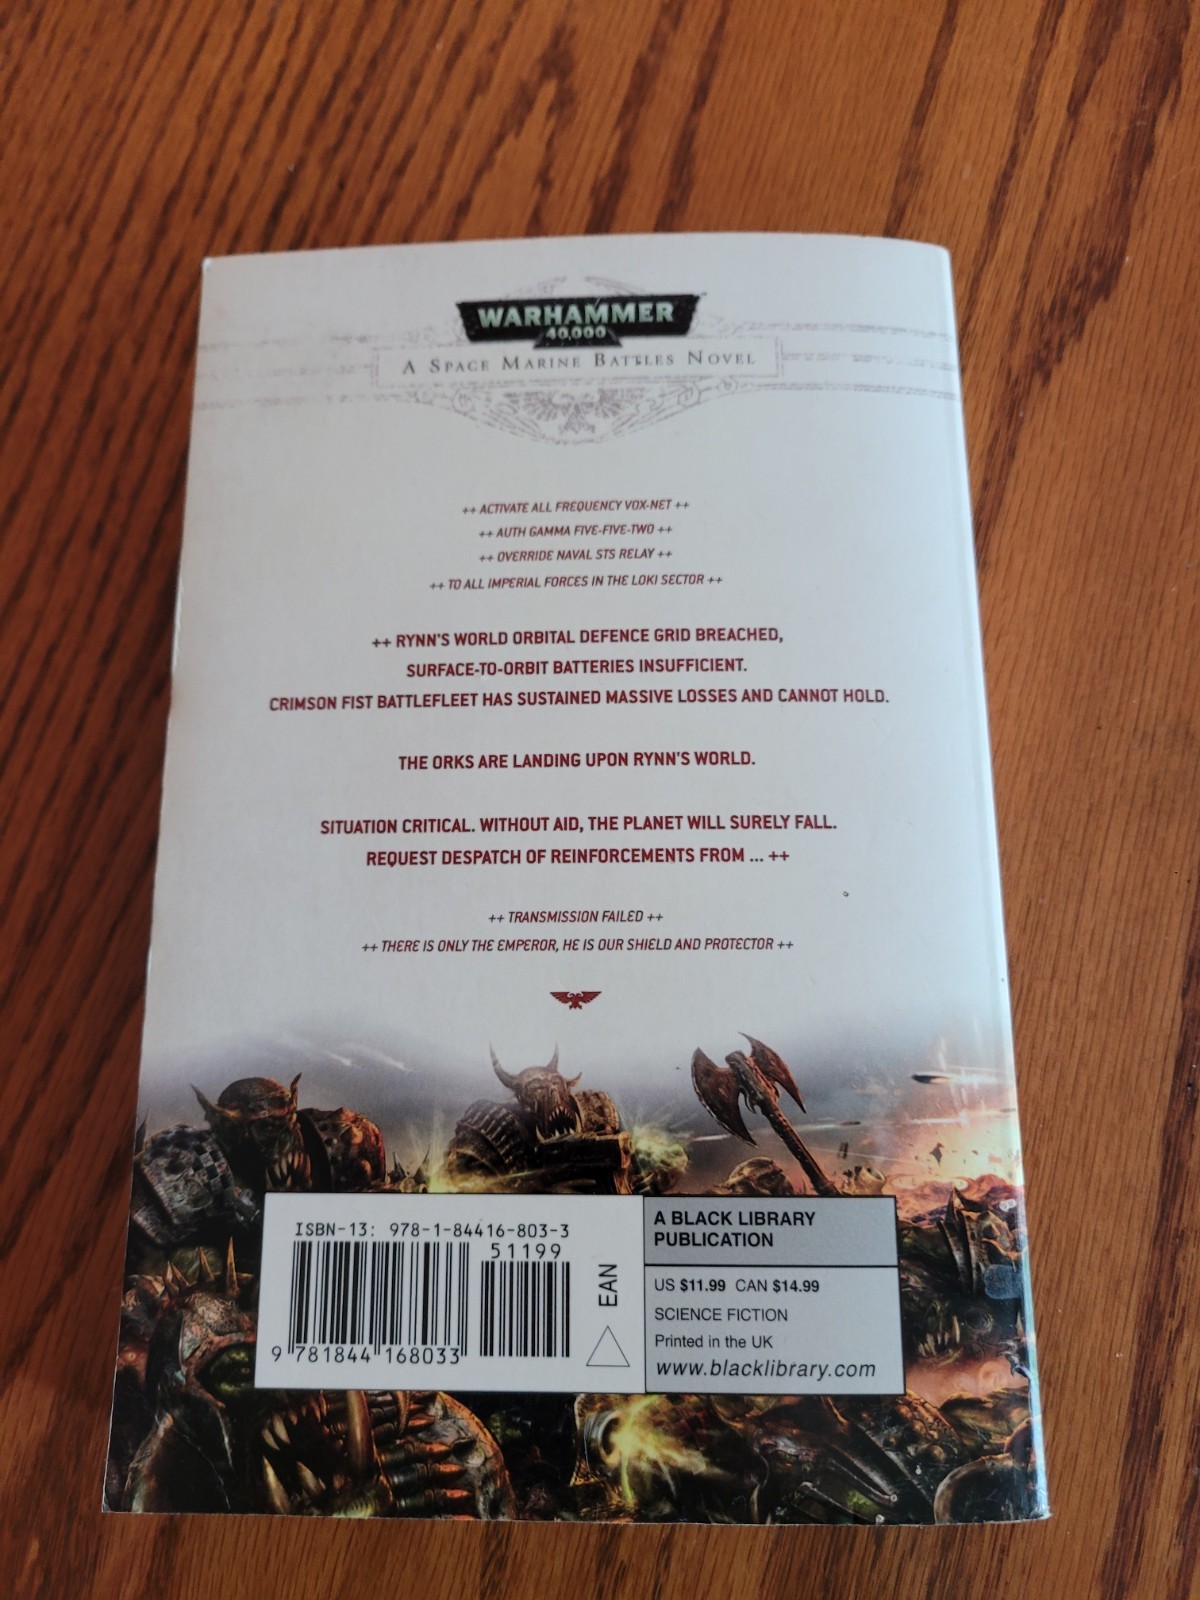 WARHAMMER
40,000
A SPACE MARINE BATTLES NOVEL
++ ACTIVATE ALL FREQUENCY VOX-NET ++
++ AUTH GAMMA FIVE-FIVE-TWO ++
++ OVERRIDE NAVAL STS RELAY ++
++ TO ALL IMPERIAL FORCES IN THE LOKI SECTOR ++
++ RYNN'S WORLD ORBITAL DEFENCE GRID BREACHED,
SURFACE-TO-ORBIT BATTERIES INSUFFICIENT.
CRIMSON FIST BATTLEFLEET HAS SUSTAINED MASSIVE LOSSES AND CANNOT HOLD.
THE ORKS ARE LANDING UPON RYNN'S WORLD.
SITUATION CRITICAL. WITHOUT AID, THE PLANET WILL SURELY FALL.
REQUEST DESPATCH OF REINFORCEMENTS FROM ... ++
++ TRANSMISSION FAILED ++
++ THERE IS ONLY THE EMPEROR, HE IS OUR SHIELD AND PROTECTOR ++
ISBN-13: 978-1-84416-803-3
51199
9 781844 168033
EAN
A BLACK LIBRARY
PUBLICATION
US $11.99 CAN $14.99
SCIENCE FICTION
Printed in the UK
www.blacklibrary.com